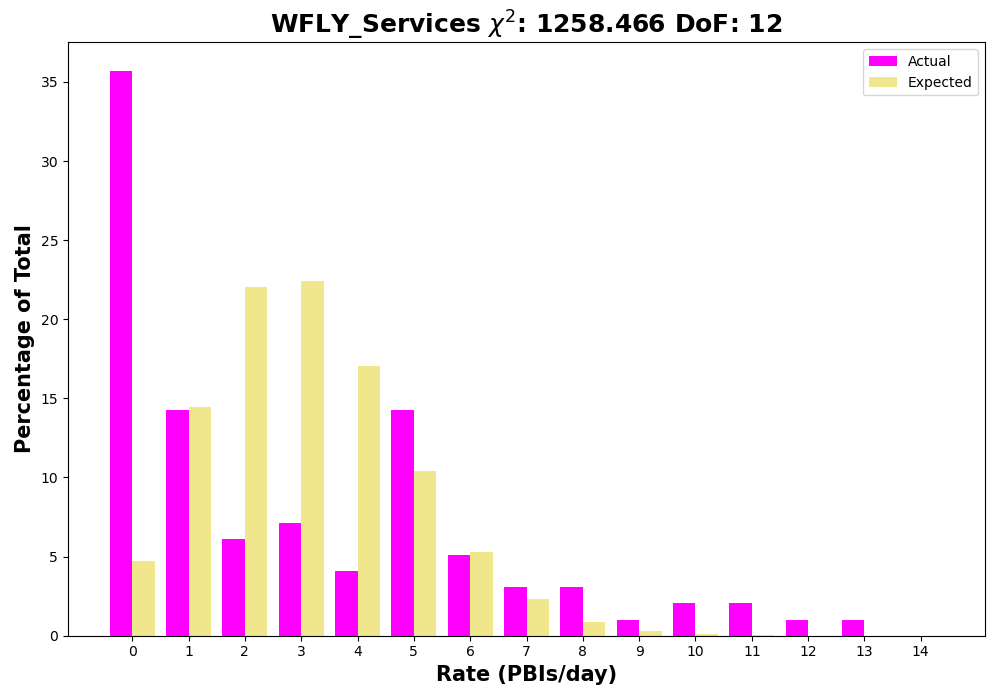 WFLY_Services χ²: 1258.466 DoF: 12
Actual
Expected
Percentage of Total
35
30
25
20
15
10
5
0
0 1 2 3 4 5 6 7 8 9 10 11 12 13 14
Rate (PBIs/day)